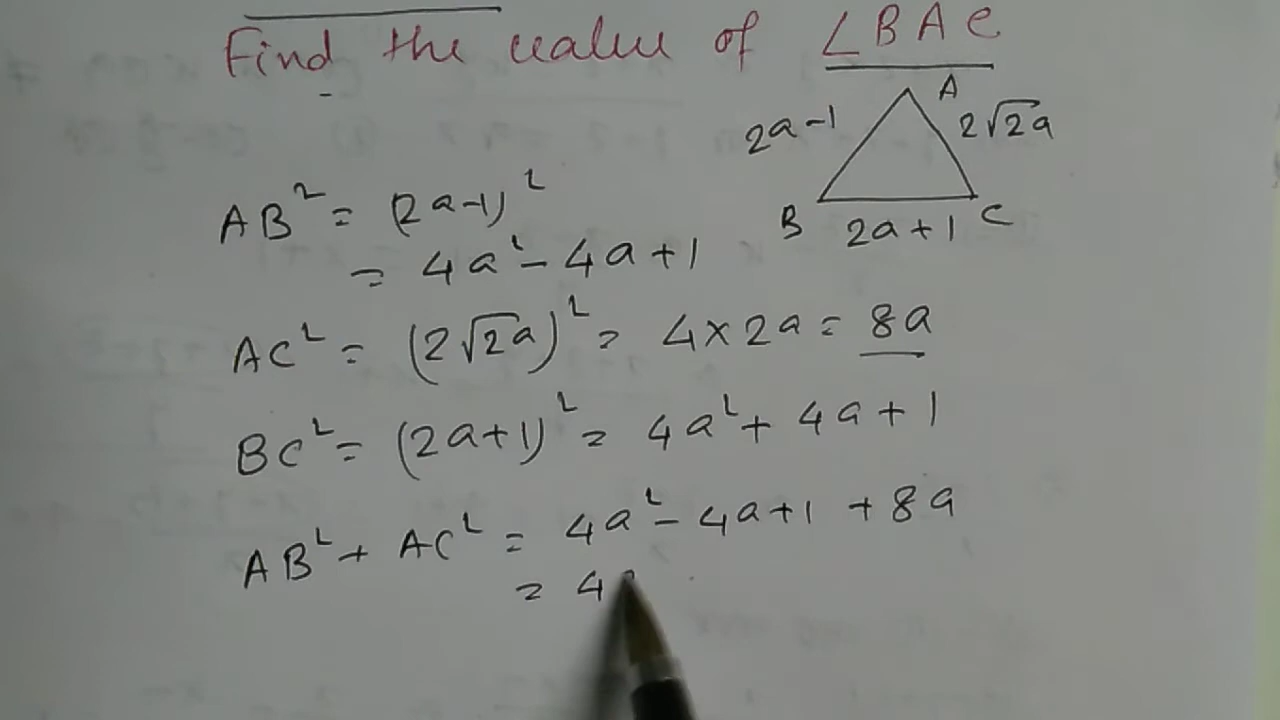 Find the value of ∠BAC
A
2a-1
2√2a
B
2a+1
C
AB² = (2a-1)²
= 4a²-4a+1
AC² = (2√2a)² = 4×2a = 8a
BC² = (2a+1)² = 4a²+4a+1
AB²+AC² = 4a²-4a+1+8a
= 4